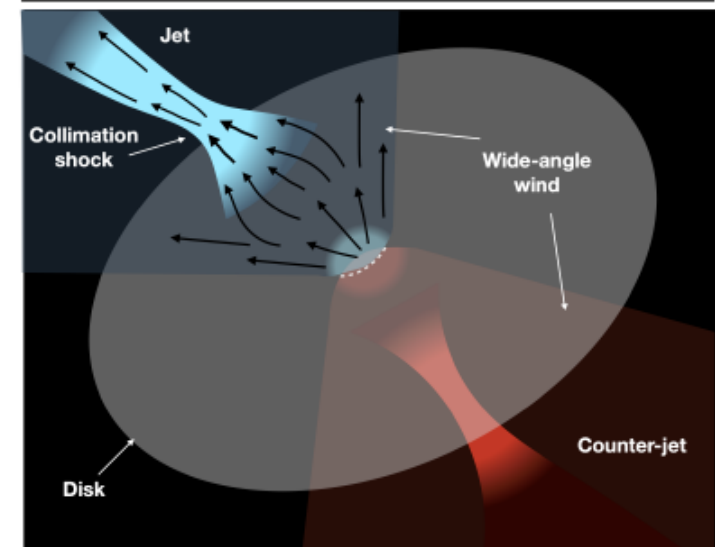 Jet
Collimation
shock
Wide-angle
wind
Counter-jet
Disk